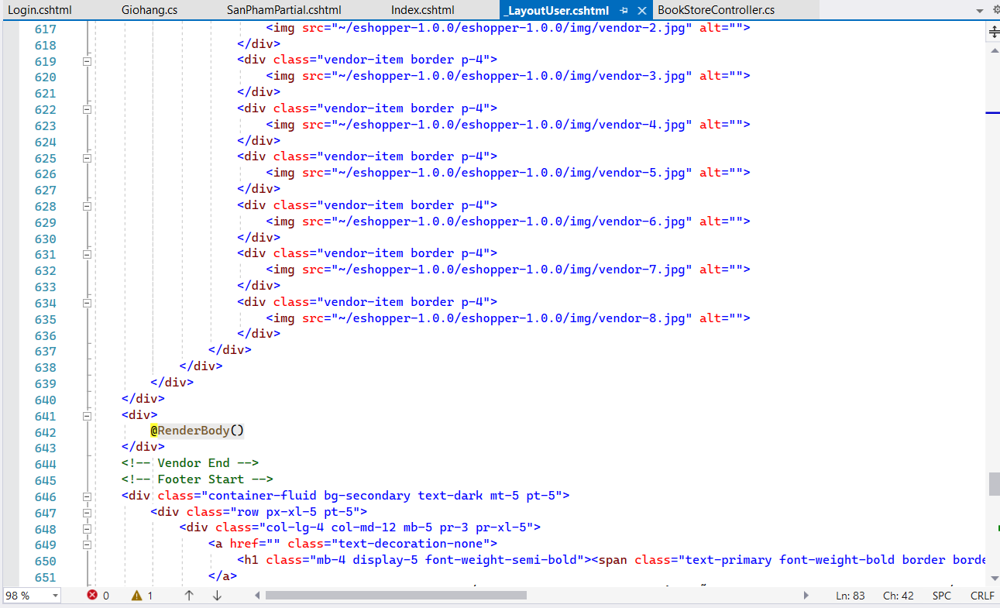 Login.cshtml Giohang.cs SanPhamPartial.cshtml Index.cshtml _LayoutUser.cshtml BookStoreController.cs
617 <img src="~/eshopper-1.0.0/eshopper-1.0.0/img/vendor-2.jpg" alt="">
618 </div>
619 <div class="vendor-item border p-4">
620 <img src="~/eshopper-1.0.0/eshopper-1.0.0/img/vendor-3.jpg" alt="">
621 </div>
622 <div class="vendor-item border p-4">
623 <img src="~/eshopper-1.0.0/eshopper-1.0.0/img/vendor-4.jpg" alt="">
624 </div>
625 <div class="vendor-item border p-4">
626 <img src="~/eshopper-1.0.0/eshopper-1.0.0/img/vendor-5.jpg" alt="">
627 </div>
628 <div class="vendor-item border p-4">
629 <img src="~/eshopper-1.0.0/eshopper-1.0.0/img/vendor-6.jpg" alt="">
630 </div>
631 <div class="vendor-item border p-4">
632 <img src="~/eshopper-1.0.0/eshopper-1.0.0/img/vendor-7.jpg" alt="">
633 </div>
634 <div class="vendor-item border p-4">
635 <img src="~/eshopper-1.0.0/eshopper-1.0.0/img/vendor-8.jpg" alt="">
636 </div>
637 </div>
638 </div>
639 </div>
640 </div>
641 <div>
642 @RenderBody()
643 </div>
644 <!-- Vendor End -->
645 <!-- Footer Start -->
646 <div class="container-fluid bg-secondary text-dark mt-5 pt-5">
647 <div class="row px-xl-5 pt-5">
648 <div class="col-lg-4 col-md-12 mb-5 pr-3 pr-xl-5">
649 <a href="" class="text-decoration-none">
650 <h1 class="mb-4 display-5 font-weight-semi-bold"><span class="text-primary font-weight-bold border borde
651 </a>
98 % 0 1 Ln: 83 Ch: 42 SPC CRLF